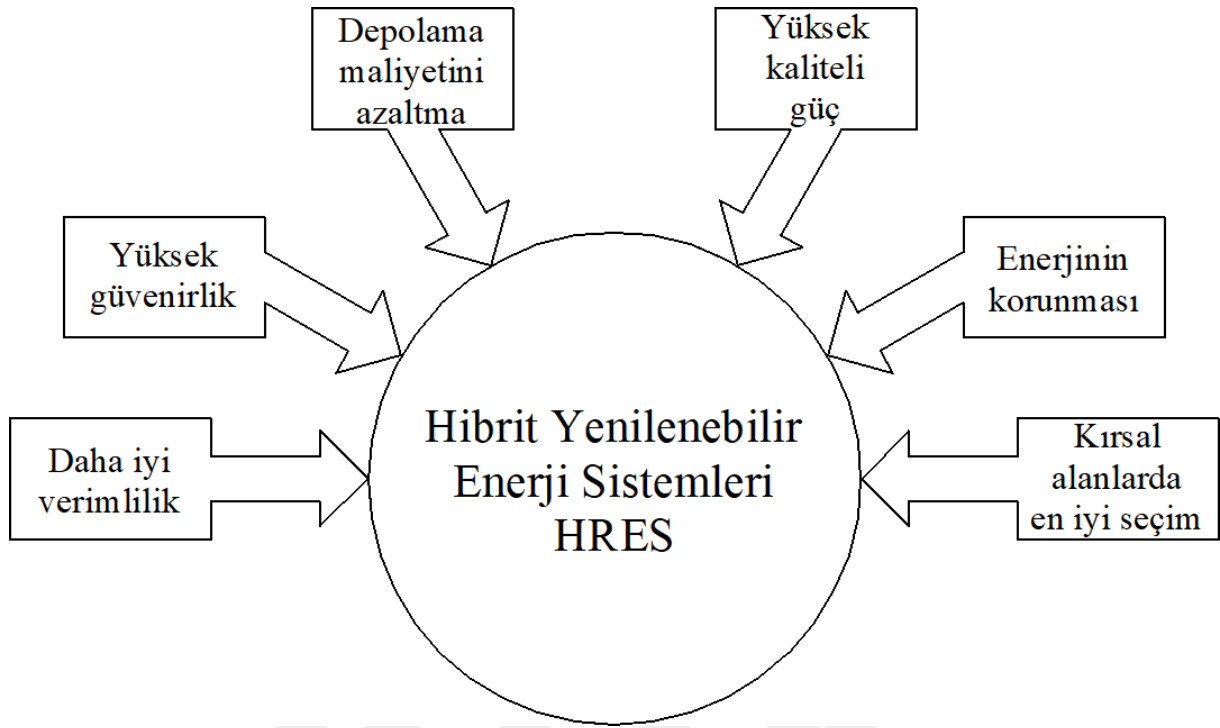 Depolama
maliyetini
azaltma
Yüksek
kaliteli
güç
Yüksek
güvenirlik
Enerjinin
korunması
Daha iyi
verimlilik
Hibrit Yenilenebilir
Enerji Sistemleri
HRES
Kırsal
alanlarda
en iyi seçim